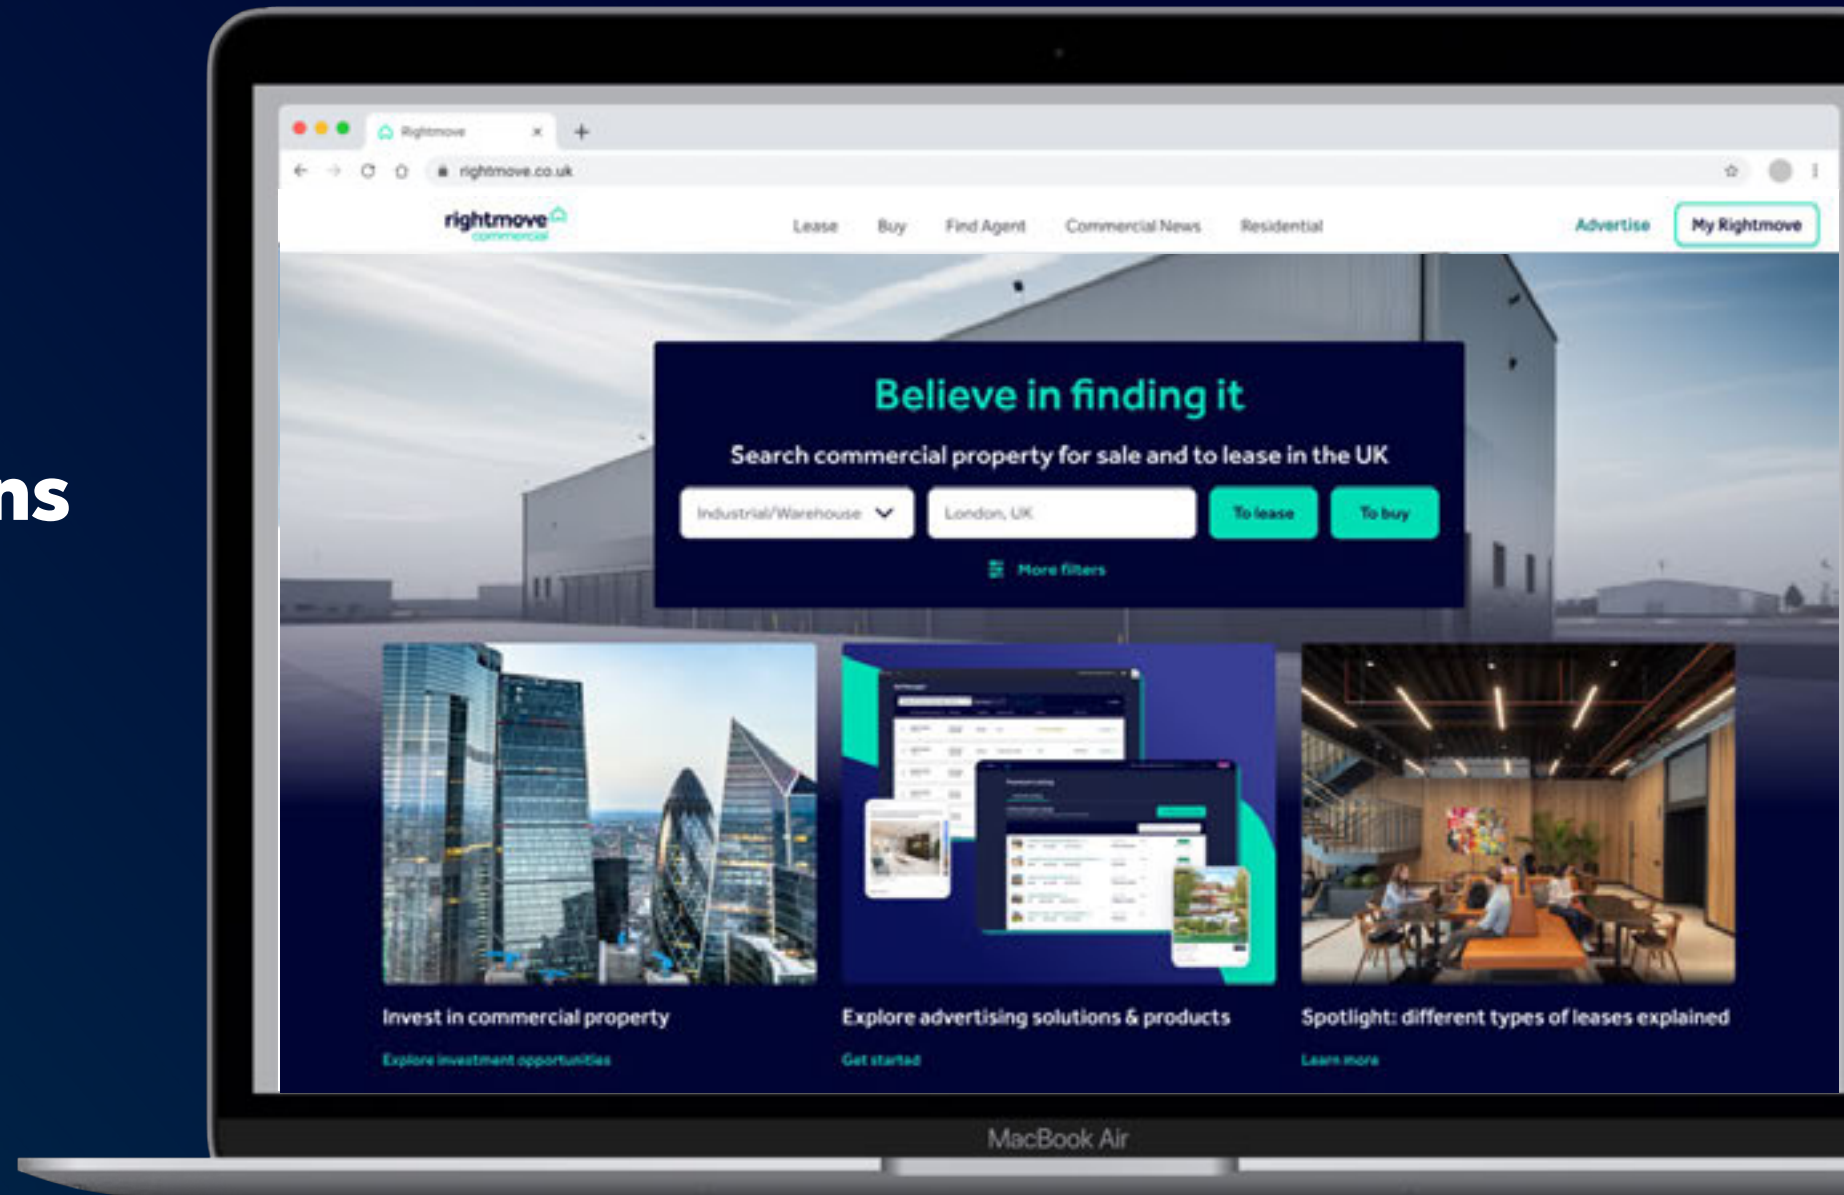 ns
Rightmove
rightmove.co.uk
rightmove
commercial
Lease Buy Find Agent Commercial News Residential Advertise My Rightmove
Believe in finding it
Search commercial property for sale and to lease in the UK
Industrial/Warehouse London, UK To lease To buy
More filters
Invest in commercial property Explore advertising solutions & products Spotlight: different types of leases explained
Explore investment opportunities Get started Learn more
MacBook Air